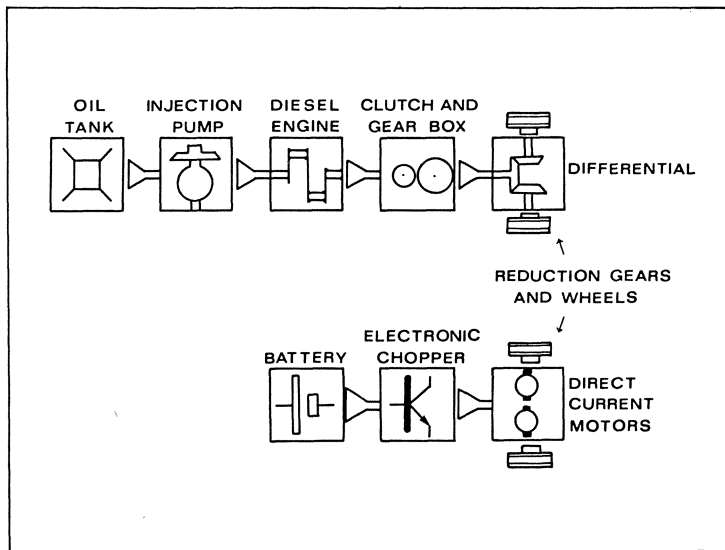 OIL
TANK
INJECTION
PUMP
DIESEL
ENGINE
CLUTCH AND
GEAR BOX
DIFFERENTIAL
REDUCTION GEARS
AND WHEELS
BATTERY
ELECTRONIC
CHOPPER
DIRECT
CURRENT
MOTORS